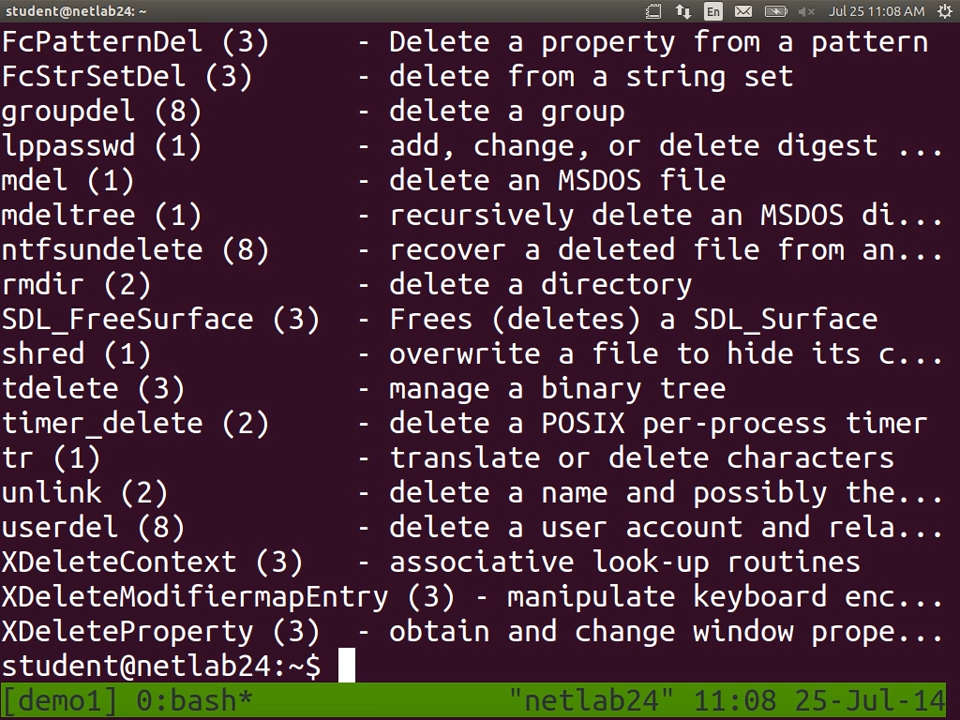 student@netlab24: ~
En
Jul 25 11:08 AM
FcPatternDel (3) - Delete a property from a pattern
FcStrSetDel (3) - delete from a string set
groupdel (8) - delete a group
lppasswd (1) - add, change, or delete digest ...
mdel (1) - delete an MSDOS file
mdeltree (1) - recursively delete an MSDOS di...
ntfsundelete (8) - recover a deleted file from an...
rmdir (2) - delete a directory
SDL_FreeSurface (3) - Frees (deletes) a SDL_Surface
shred (1) - overwrite a file to hide its c...
tdelete (3) - manage a binary tree
timer_delete (2) - delete a POSIX per-process timer
tr (1) - translate or delete characters
unlink (2) - delete a name and possibly the...
userdel (8) - delete a user account and rela...
XDeleteContext (3) - associative look-up routines
XDeleteModifiermapEntry (3) - manipulate keyboard enc...
XDeleteProperty (3) - obtain and change window prope...
student@netlab24:~$
[demo1] 0:bash* "netlab24" 11:08 25-Jul-14